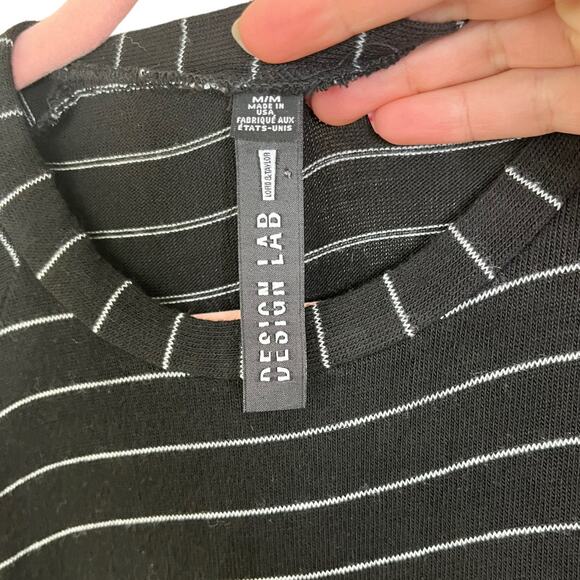 M/M
MADE IN
USA
FABRIQUÉ AUX
ÉTATS-UNIS
LORD & TAYLOR
DESIGN LAB